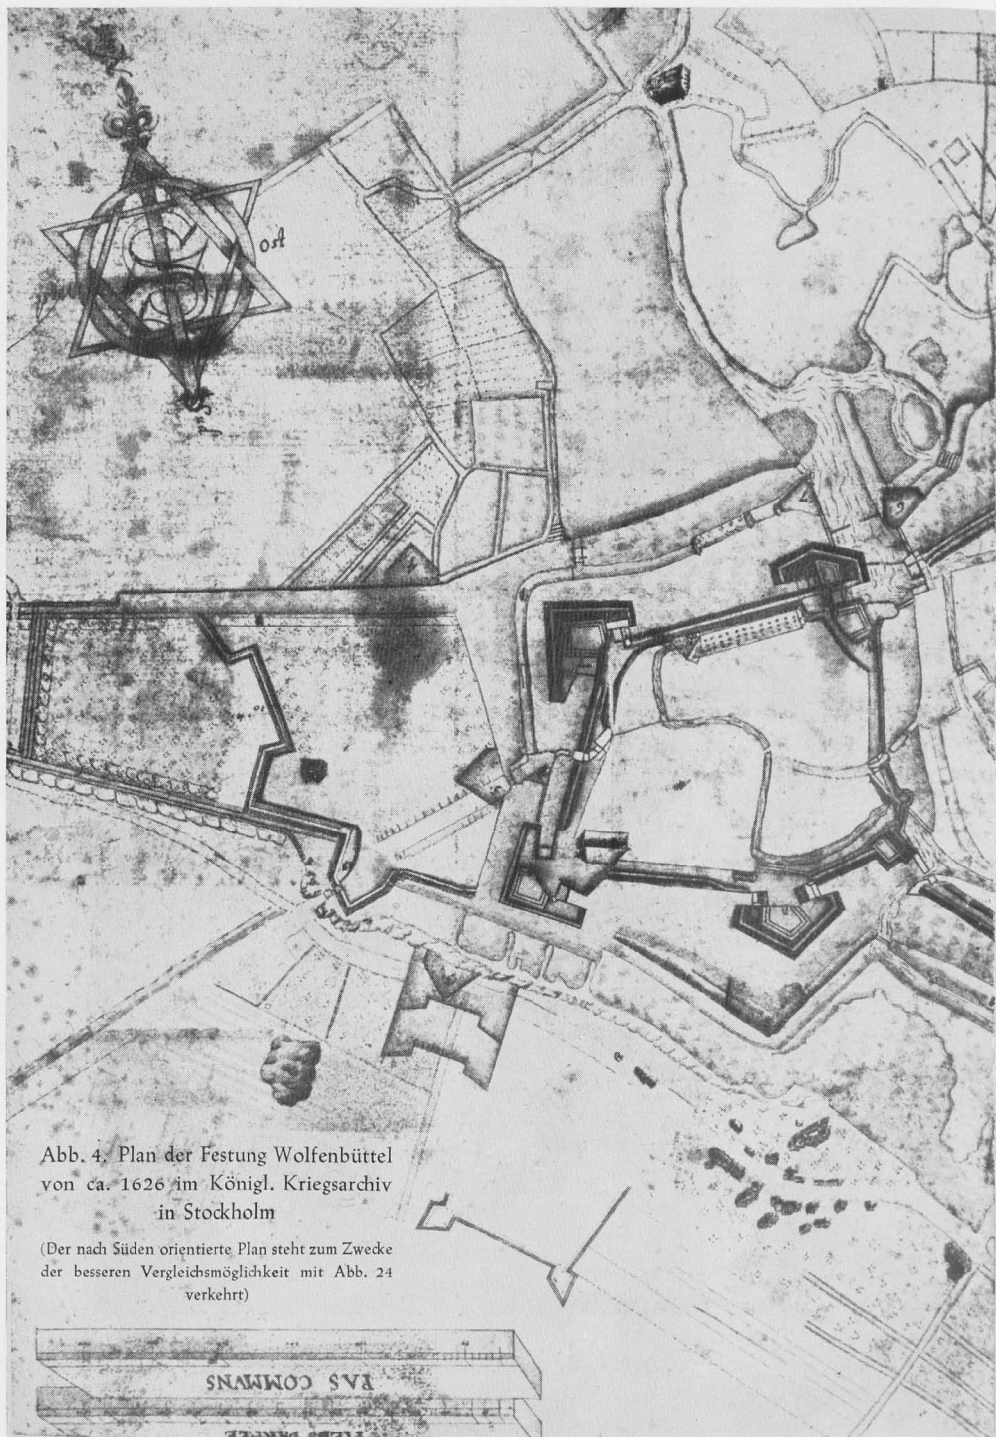 Ost
Abb. 4. Plan der Festung Wolfenbüttel
von ca. 1626 im Königl. Kriegsarchiv
in Stockholm
(Der nach Süden orientierte Plan steht zum Zwecke
der besseren Vergleichsmöglichkeit mit Abb. 24
verkehrt)
PAS COMMVNS